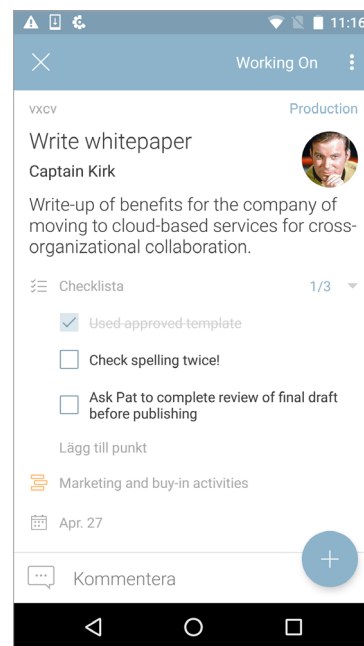 11:16
Working On
vxcv
Production
Write whitepaper
Captain Kirk
Write-up of benefits for the company of
moving to cloud-based services for cross-
organizational collaboration.
Checklista
1/3
Used approved template
Check spelling twice!
Ask Pat to complete review of final draft
before publishing
Lägg till punkt
Marketing and buy-in activities
Apr. 27
Kommentera